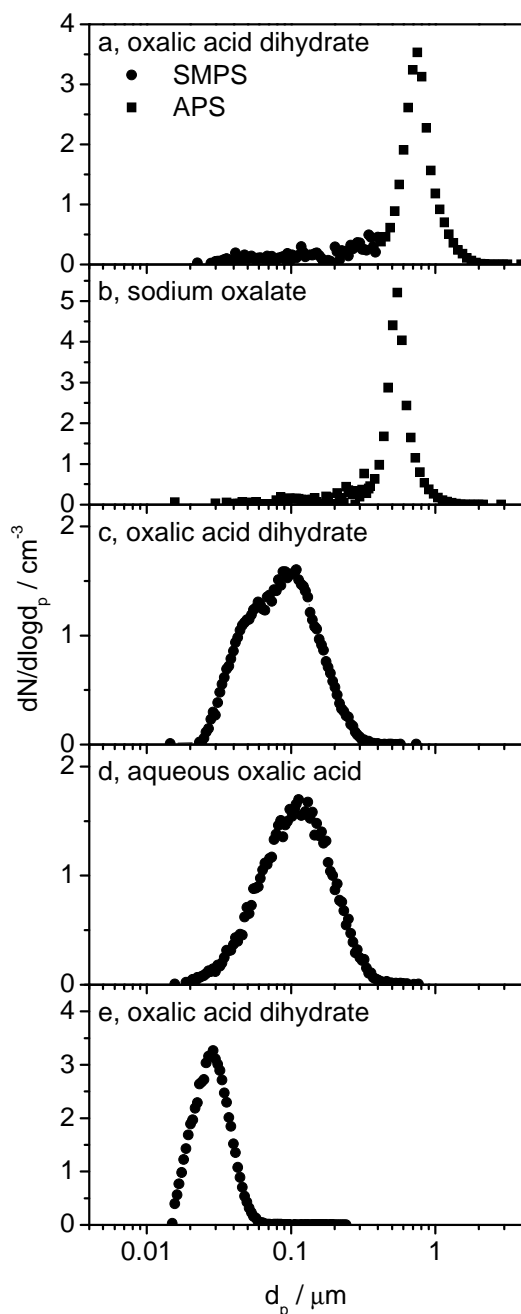 4
a, oxalic acid dihydrate
SMPS
3
APS
2
1
0
b, sodium oxalate
5
4
3
2
1
0
2
c, oxalic acid dihydrate
1
0
2
d, aqueous oxalic acid
1
0
4
e, oxalic acid dihydrate
3
2
1
0
0.01 0.1 1
dN/dlogd_p / cm^-3
d_p / μm